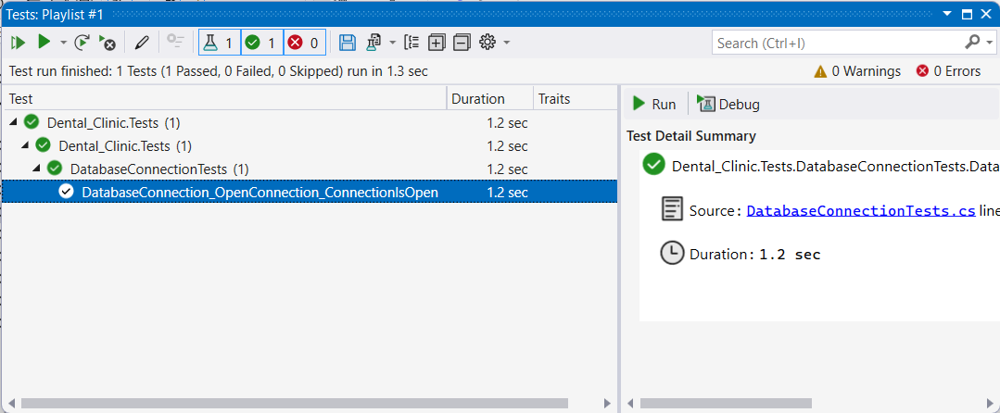 Tests: Playlist #1
1 1 0 Search (Ctrl+I)
Test run finished: 1 Tests (1 Passed, 0 Failed, 0 Skipped) run in 1.3 sec 0 Warnings 0 Errors
Test Duration Traits
Dental_Clinic.Tests (1) 1.2 sec
Dental_Clinic.Tests (1) 1.2 sec
DatabaseConnectionTests (1) 1.2 sec
DatabaseConnection_OpenConnection_ConnectionIsOpen 1.2 sec
Run Debug
Test Detail Summary
Dental_Clinic.Tests.DatabaseConnectionTests.Data
Source: DatabaseConnectionTests.cs line
Duration: 1.2 sec